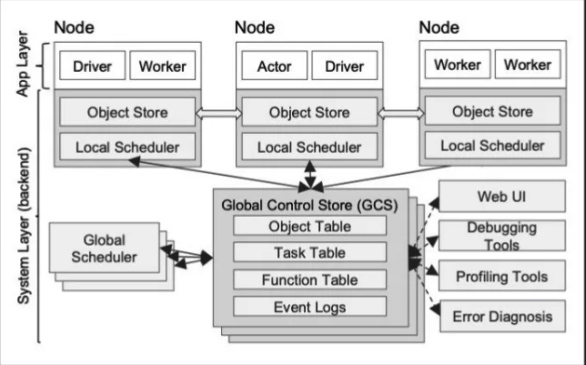 Node
Node
Node
App Layer
Driver
Worker
Actor
Driver
Worker
Worker
Object Store
Object Store
Object Store
Local Scheduler
Local Scheduler
Local Scheduler
System Layer (backend)
Global Control Store (GCS)
Object Table
Task Table
Function Table
Event Logs
Global
Scheduler
Web UI
Debugging
Tools
Profiling Tools
Error Diagnosis